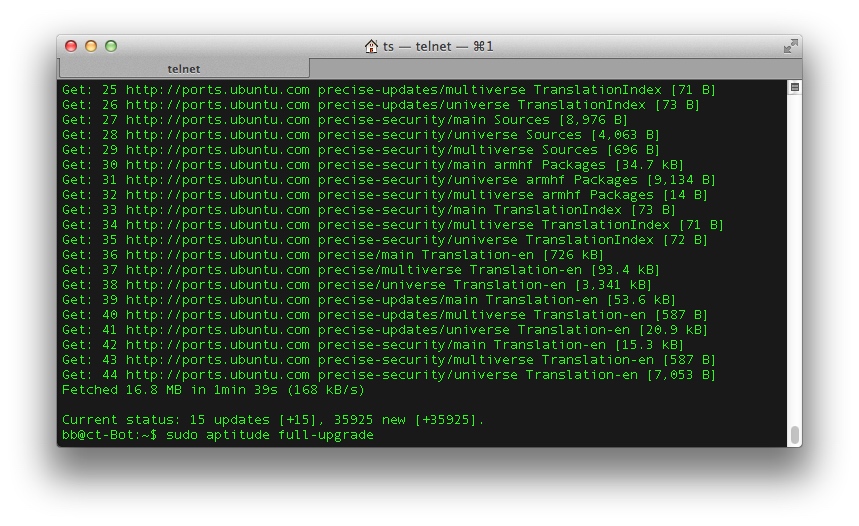 ts — telnet — ⌘1
telnet
Get: 25 http://ports.ubuntu.com precise-updates/multiverse TranslationIndex [71 B]
Get: 26 http://ports.ubuntu.com precise-updates/universe TranslationIndex [73 B]
Get: 27 http://ports.ubuntu.com precise-security/main Sources [8,976 B]
Get: 28 http://ports.ubuntu.com precise-security/universe Sources [4,063 B]
Get: 29 http://ports.ubuntu.com precise-security/multiverse Sources [696 B]
Get: 30 http://ports.ubuntu.com precise-security/main armhf Packages [34.7 kB]
Get: 31 http://ports.ubuntu.com precise-security/universe armhf Packages [9,134 B]
Get: 32 http://ports.ubuntu.com precise-security/multiverse armhf Packages [14 B]
Get: 33 http://ports.ubuntu.com precise-security/main TranslationIndex [73 B]
Get: 34 http://ports.ubuntu.com precise-security/multiverse TranslationIndex [71 B]
Get: 35 http://ports.ubuntu.com precise-security/universe TranslationIndex [72 B]
Get: 36 http://ports.ubuntu.com precise/main Translation-en [726 kB]
Get: 37 http://ports.ubuntu.com precise/multiverse Translation-en [93.4 kB]
Get: 38 http://ports.ubuntu.com precise/universe Translation-en [3,341 kB]
Get: 39 http://ports.ubuntu.com precise-updates/main Translation-en [53.6 kB]
Get: 40 http://ports.ubuntu.com precise-updates/multiverse Translation-en [587 B]
Get: 41 http://ports.ubuntu.com precise-updates/universe Translation-en [20.9 kB]
Get: 42 http://ports.ubuntu.com precise-security/main Translation-en [15.3 kB]
Get: 43 http://ports.ubuntu.com precise-security/multiverse Translation-en [587 B]
Get: 44 http://ports.ubuntu.com precise-security/universe Translation-en [7,053 B]
Fetched 16.8 MB in 1min 39s (168 kB/s)
Current status: 15 updates [+15], 35925 new [+35925].
bb@ct-Bot:~$ sudo aptitude full-upgrade